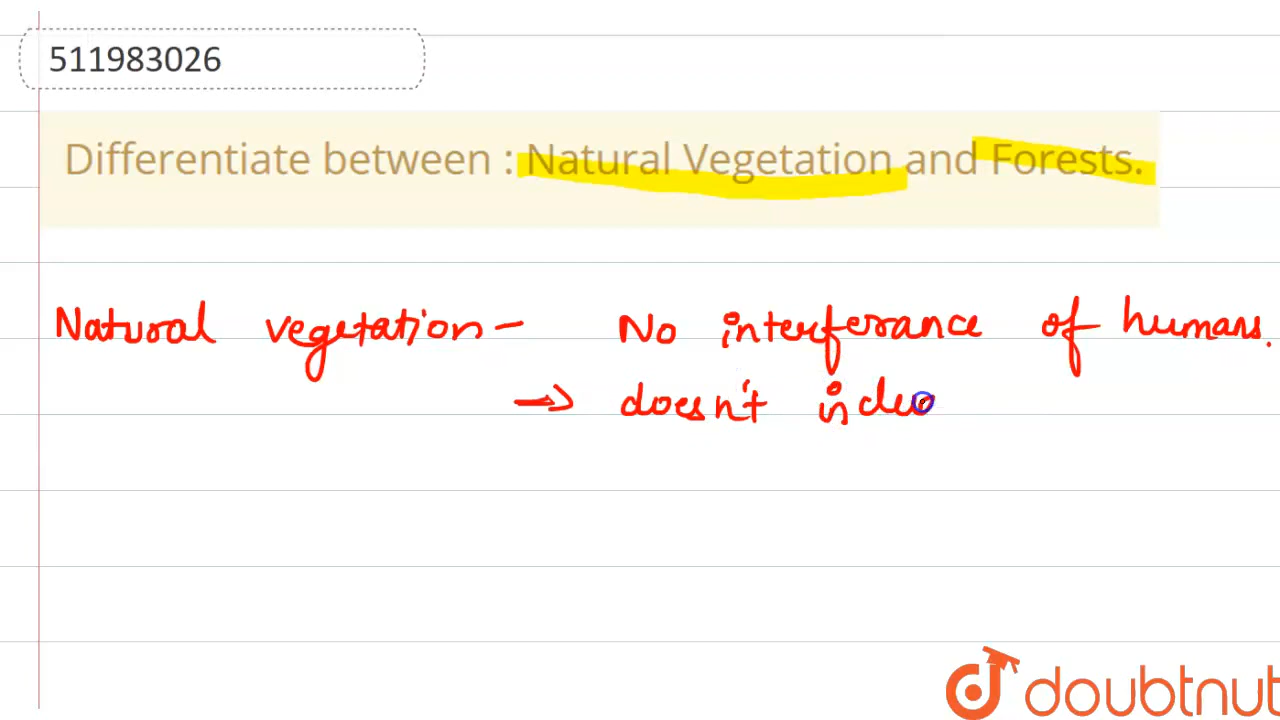 511983026
Differentiate between : Natural Vegetation and Forests.
Natural vegetation - No interferance of humans.
→ doesn't
doubtnut